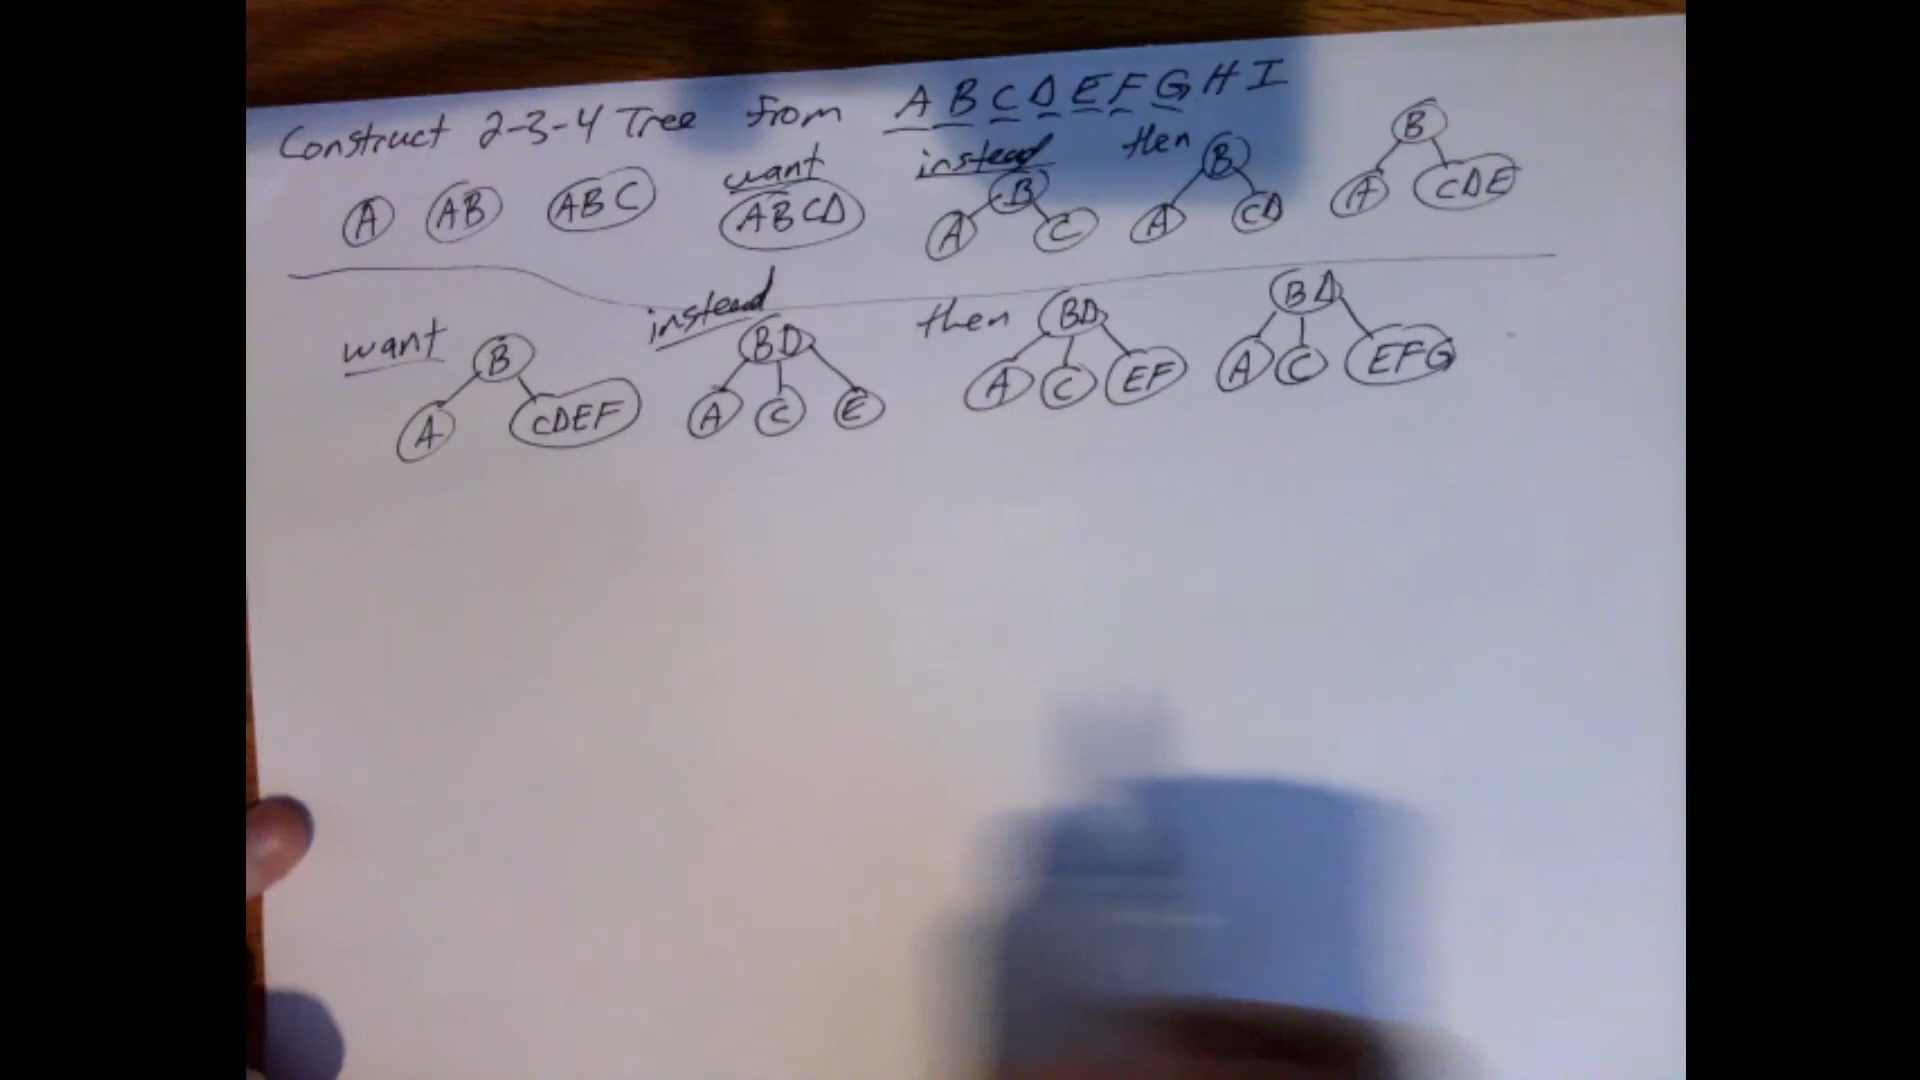 Construct 2-3-4 Tree from A B C D E F G H I
want instead then B
A AB ABC ABCD B B A CDE
A C A CD
want instead then BD BD
B BD A C EF A C EFG
A CDEF A C E